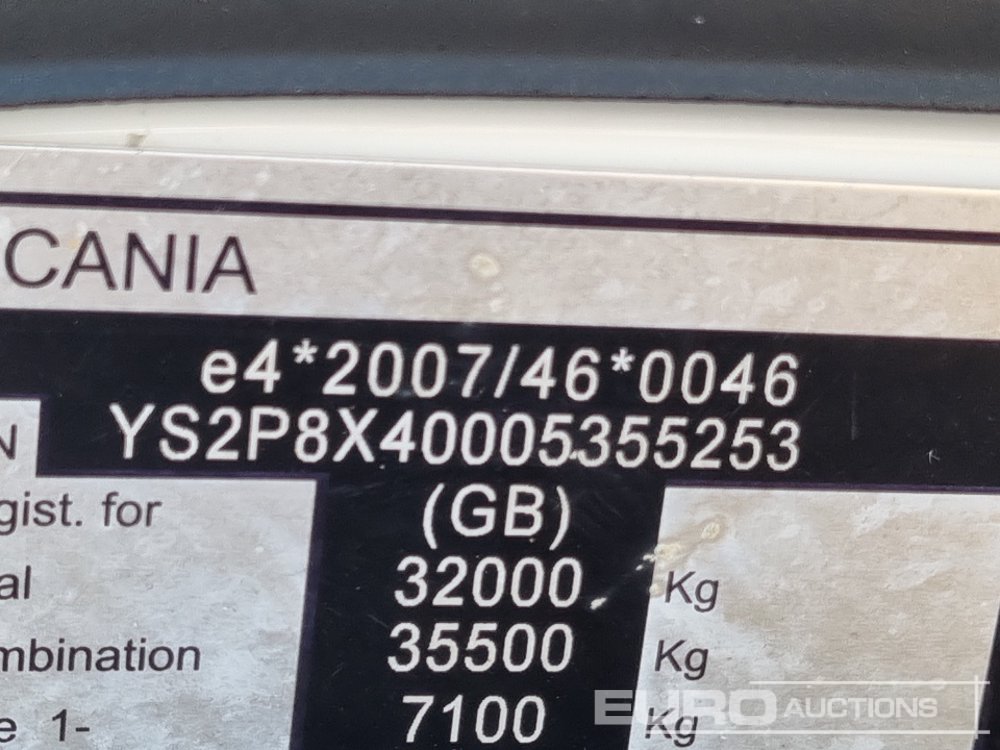 CANIA
e4*2007/46*0046
N YS2P8X40005355253
gist. for (GB)
al 32000 Kg
mbination 35500 Kg
e 1- 7100 Kg
EURO AUCTIONS